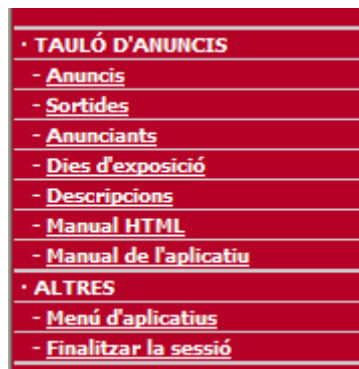 · TAULÓ D'ANUNCIS
- Anuncis
- Sortides
- Anunciants
- Dies d'exposició
- Descripcions
- Manual HTML
- Manual de l'aplicatiu
· ALTRES
- Menú d'aplicatius
- Finalitzar la sessió